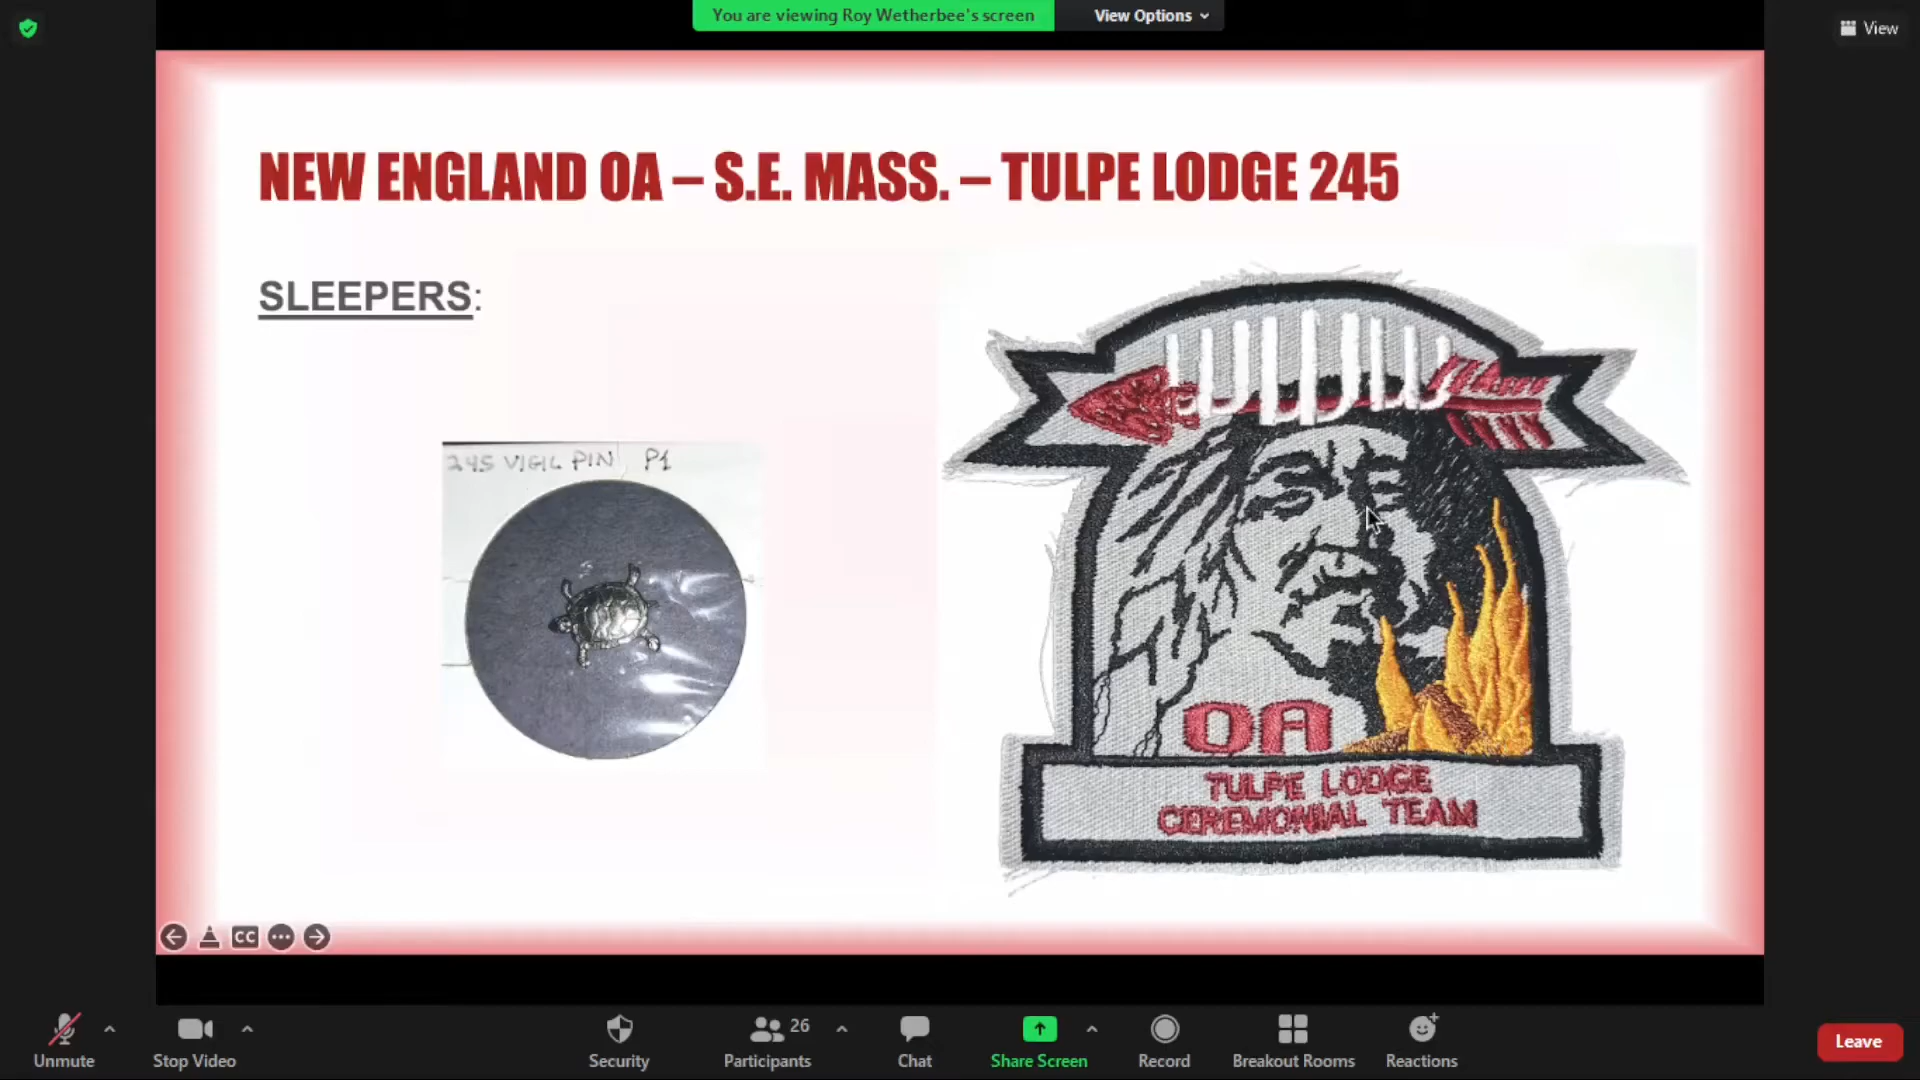 You are viewing Roy Wetherbee's screen
View Options
View
NEW ENGLAND OA – S.E. MASS. – TULPE LODGE 245
SLEEPERS:
245 VIGIL PIN P1
WWW
OA
TULPE LODGE
CEREMONIAL TEAM
CC
Unmute
Stop Video
Security
26
Participants
Chat
Share Screen
Record
Breakout Rooms
Reactions
Leave